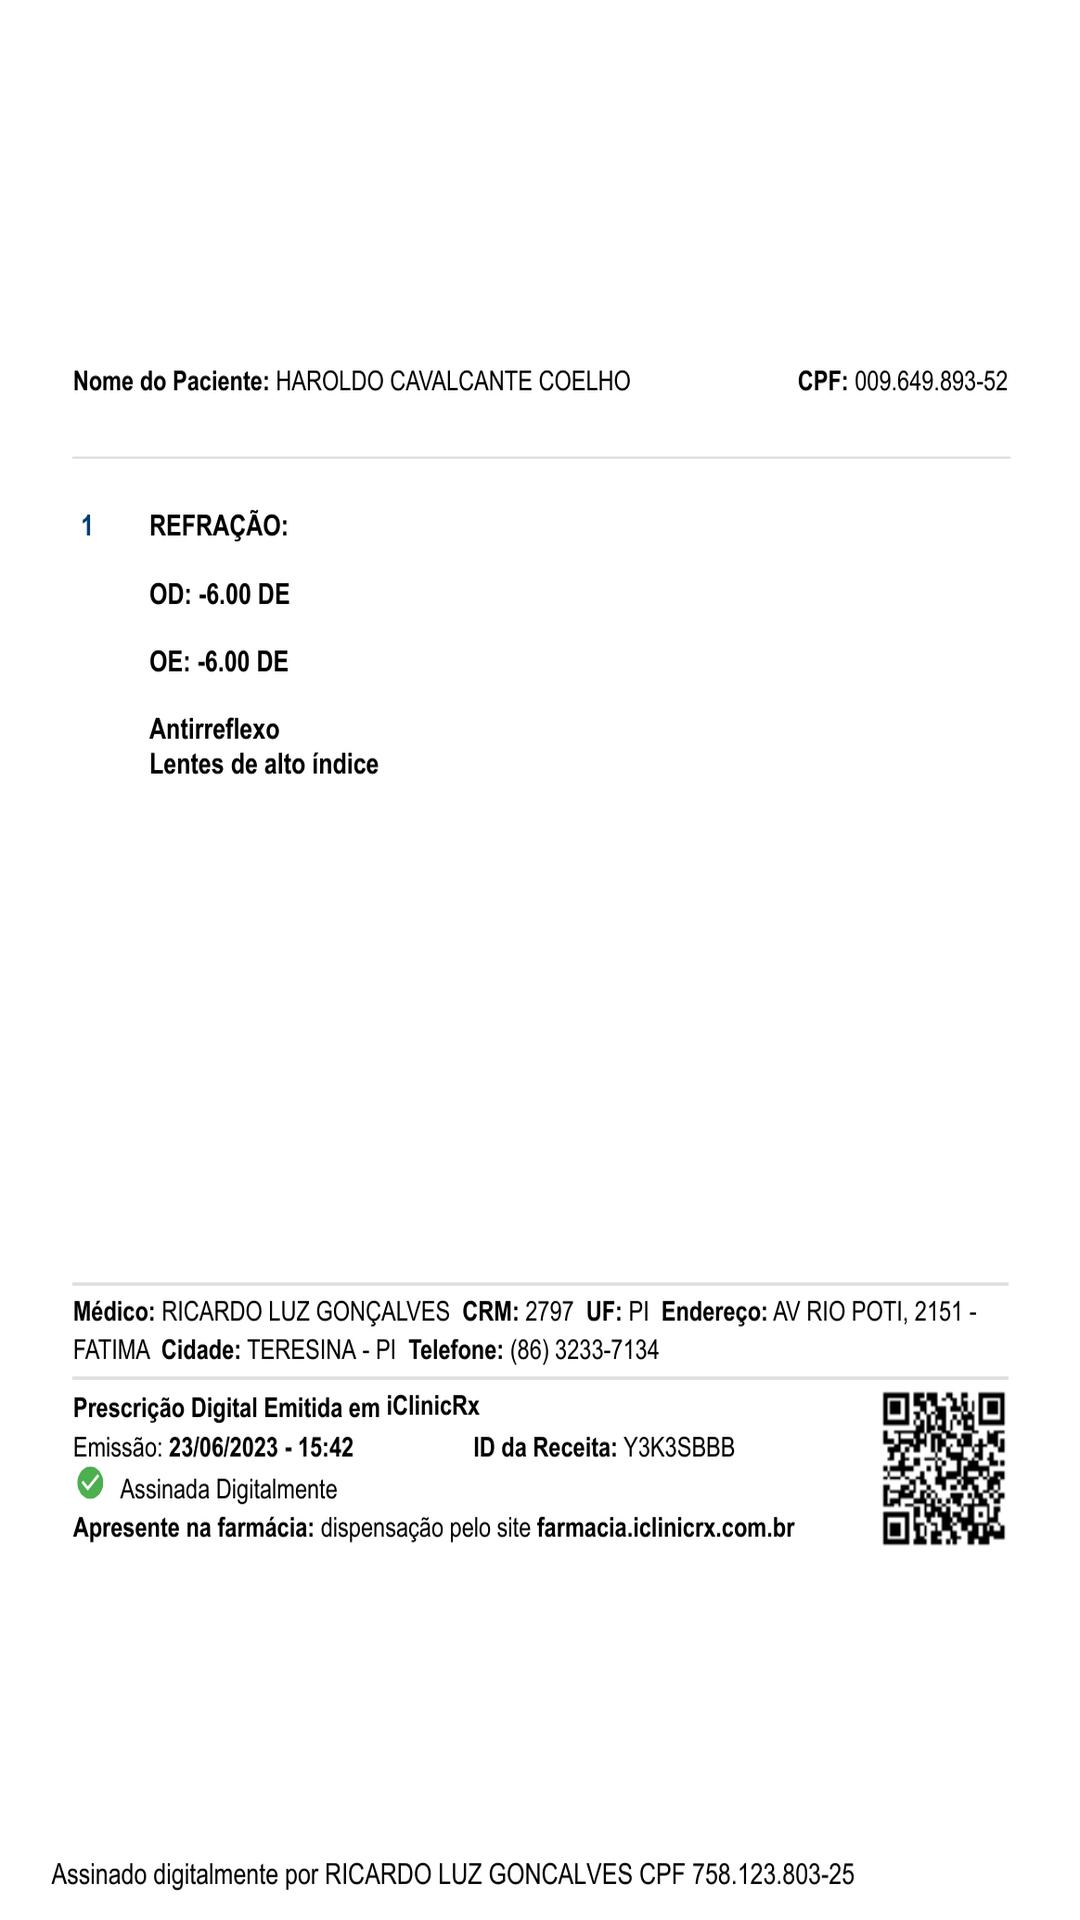 Nome do Paciente: HAROLDO CAVALCANTE COELHO CPF: 009.649.893-52
1 REFRAÇÃO:
OD: -6.00 DE
OE: -6.00 DE
Antirreflexo
Lentes de alto índice
Médico: RICARDO LUZ GONÇALVES CRM: 2797 UF: PI Endereço: AV RIO POTI, 2151 -
FATIMA Cidade: TERESINA - PI Telefone: (86) 3233-7134
Prescrição Digital Emitida em iClinicRx
Emissão: 23/06/2023 - 15:42 ID da Receita: Y3K3SBBB
Assinada Digitalmente
Apresente na farmácia: dispensação pelo site farmacia.iclinicrx.com.br
Assinado digitalmente por RICARDO LUZ GONCALVES CPF 758.123.803-25